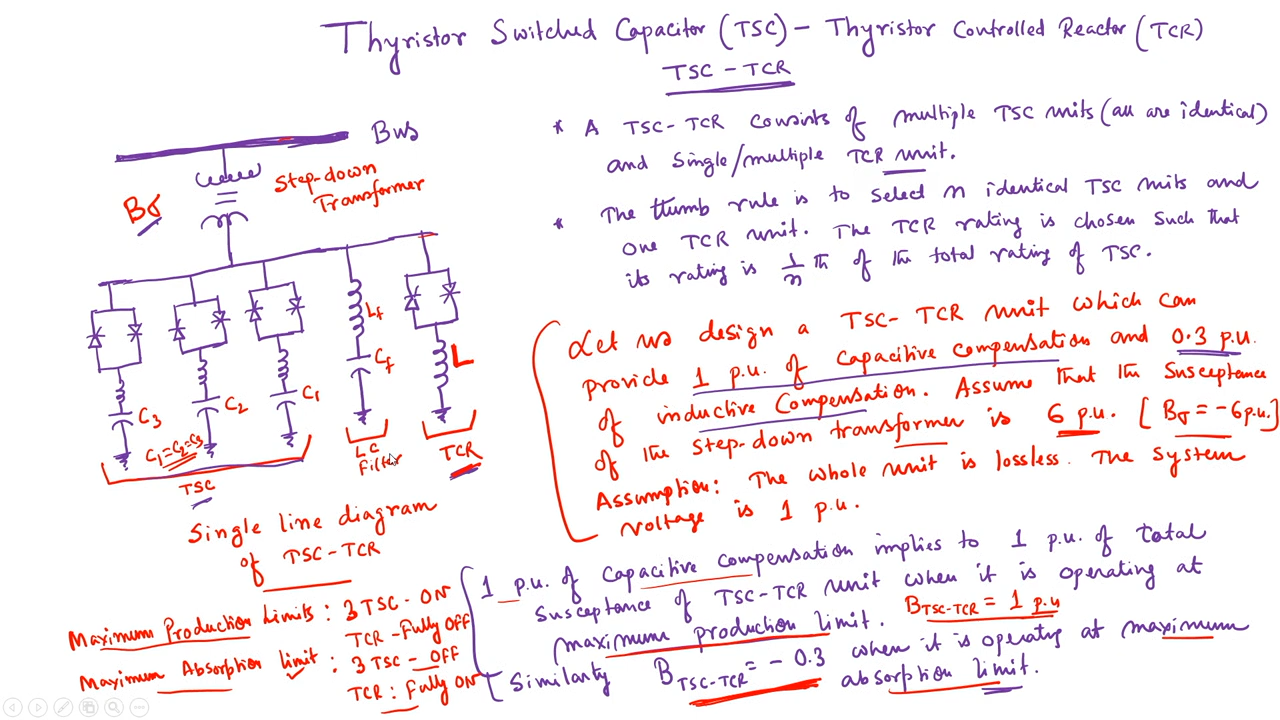 Thyristor Switched Capacitor (TSC) - Thyristor Controlled Reactor (TCR)
TSC - TCR
Bus
Step-down
Transformer
Bσ
Lf
Cf
L
C3
C2
C1
C1=C2=C3
TSC
LC
Filter
TCR
Single line diagram
of TSC-TCR
Maximum Production Limits: 3 TSC - ON
TCR - Fully OFF
Maximum Absorption limit: 3 TSC - OFF
TCR: Fully ON
* A TSC-TCR consists of multiple TSC units (all are identical)
and single/multiple TCR unit.
* The thumb rule is to select n identical TSC units and
one TCR unit. The TCR rating is chosen such that
its rating is 1/n th of the total rating of TSC.
Let us design a TSC-TCR unit which can
provide 1 p.u. of capacitive compensation and 0.3 p.u.
of inductive compensation. Assume that the susceptance
of the step-down transformer is 6 p.u. [Bσ = -6p.u.]
Assumption: The whole unit is lossless. The system
voltage is 1 p.u.
1 p.u. of capacitive compensation implies to 1 p.u. of total
susceptance of TSC-TCR unit when it is operating at
maximum production limit. BTSC-TCR = 1 p.u
Similarly BTSC-TCR = - 0.3 when it is operating at maximum
absorption limit.